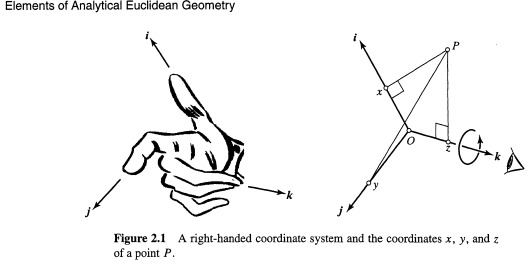 Elements of Analytical Euclidean Geometry
i
j
k
i
P
x
O
z
k
y
j
Figure 2.1 A right-handed coordinate system and the coordinates x, y, and z
of a point P.